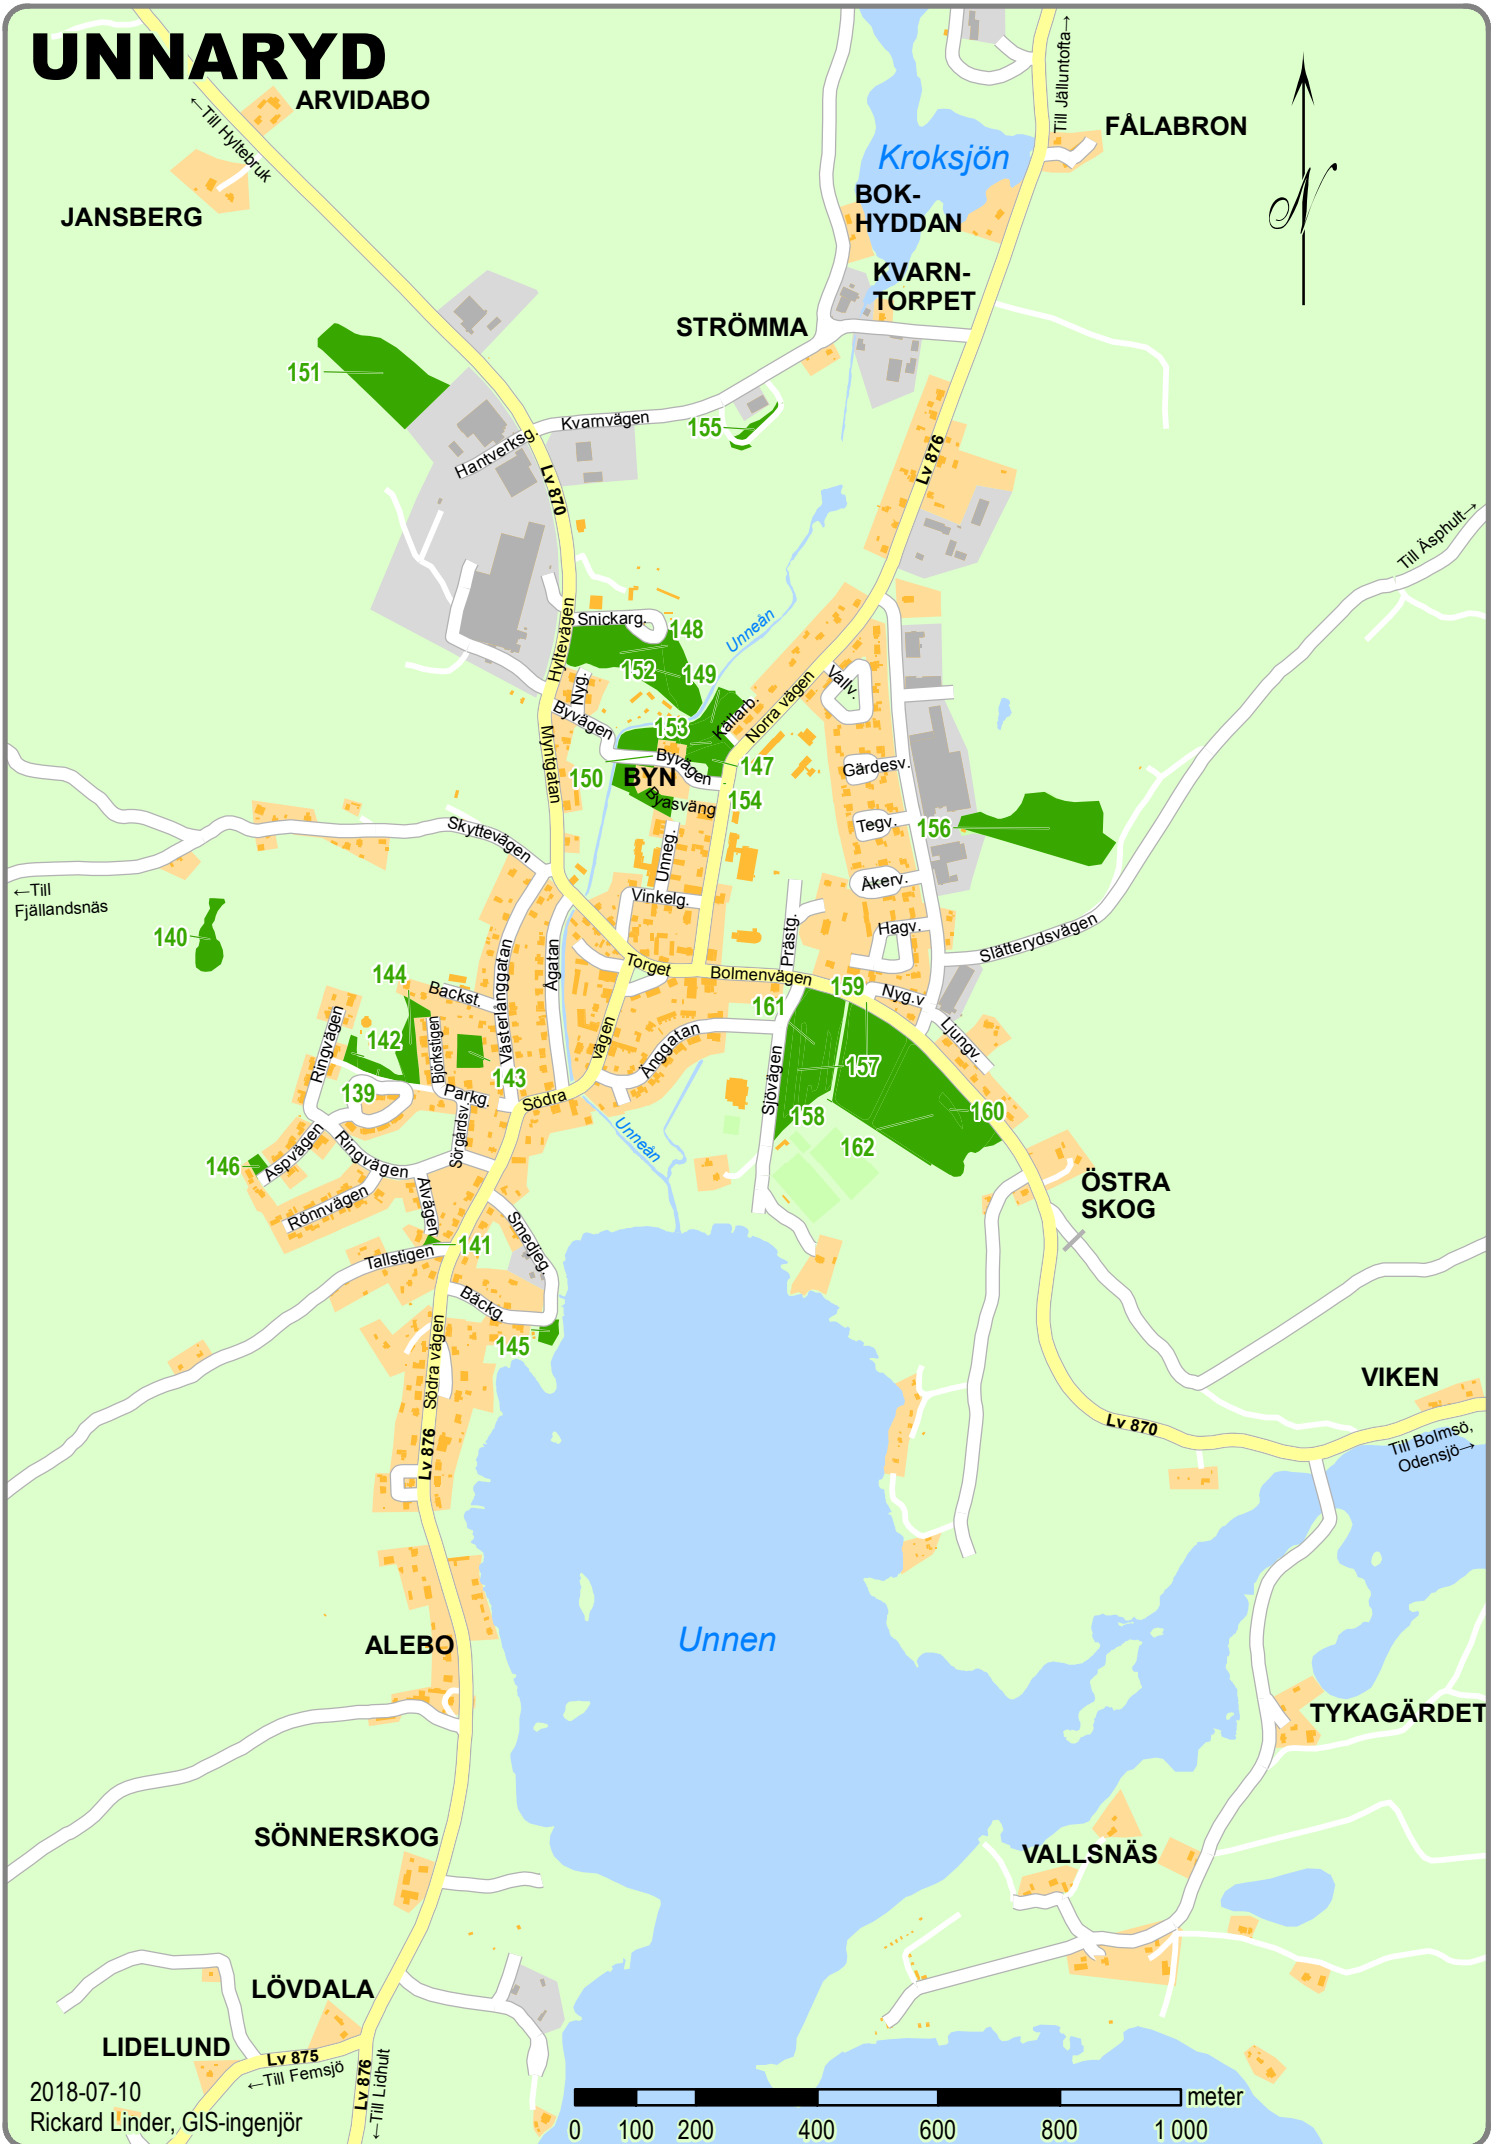 UNNARYD
ARVIDABO
←Till Hyltebruk
JANSBERG
Till Jälluntofta→
FÅLABRON
Kroksjön
BOK-
HYDDAN
KVARN-
TORPET
STRÖMMA
N
151
155
Kvarnvägen
Hantverksg.
Lv 870
Lv 876
Till Äsphult→
Snickarg.
148
Unneån
Hyltevägen
152
149
Nyg.
Byvägen
153
Källarb.
Norra vägen
Vallv.
Myntgatan
150
BYN
Byvägen
147
Byasväng
154
Gärdesv.
Tegv.
156
Skyttevägen
Unneg.
Åkerv.
←Till
Fjällandsnäs
Vinkelg.
140
Prästg.
Hagv.
Slätterydsvägen
Ågatan
Västerlånggatan
Torget
Bolmenvägen
144
Backst.
159
Nyg.v
161
Ringvägen
142
Björkstigen
vägen
Änggatan
Ljungv.
143
157
139
Parkg.
Södra
Sjövägen
158
160
162
Unneån
Sörgårdsv.
146
Aspvägen
Ringvägen
Rönnvägen
Alvägen
ÖSTRA
SKOG
Smedjeg.
141
Tallstigen
Bäckg.
145
Södra vägen
VIKEN
Lv 870
Till Bolmsö,
Odensjö→
Lv 876
Unnen
ALEBO
TYKAGÄRDET
SÖNNERSKOG
VALLSNÄS
LÖVDALA
LIDELUND
Lv 875
←Till Femsjö
Lv 876
←Till Lidhult
2018-07-10
Rickard Linder, GIS-ingenjör
meter
0 100 200 400 600 800 1 000